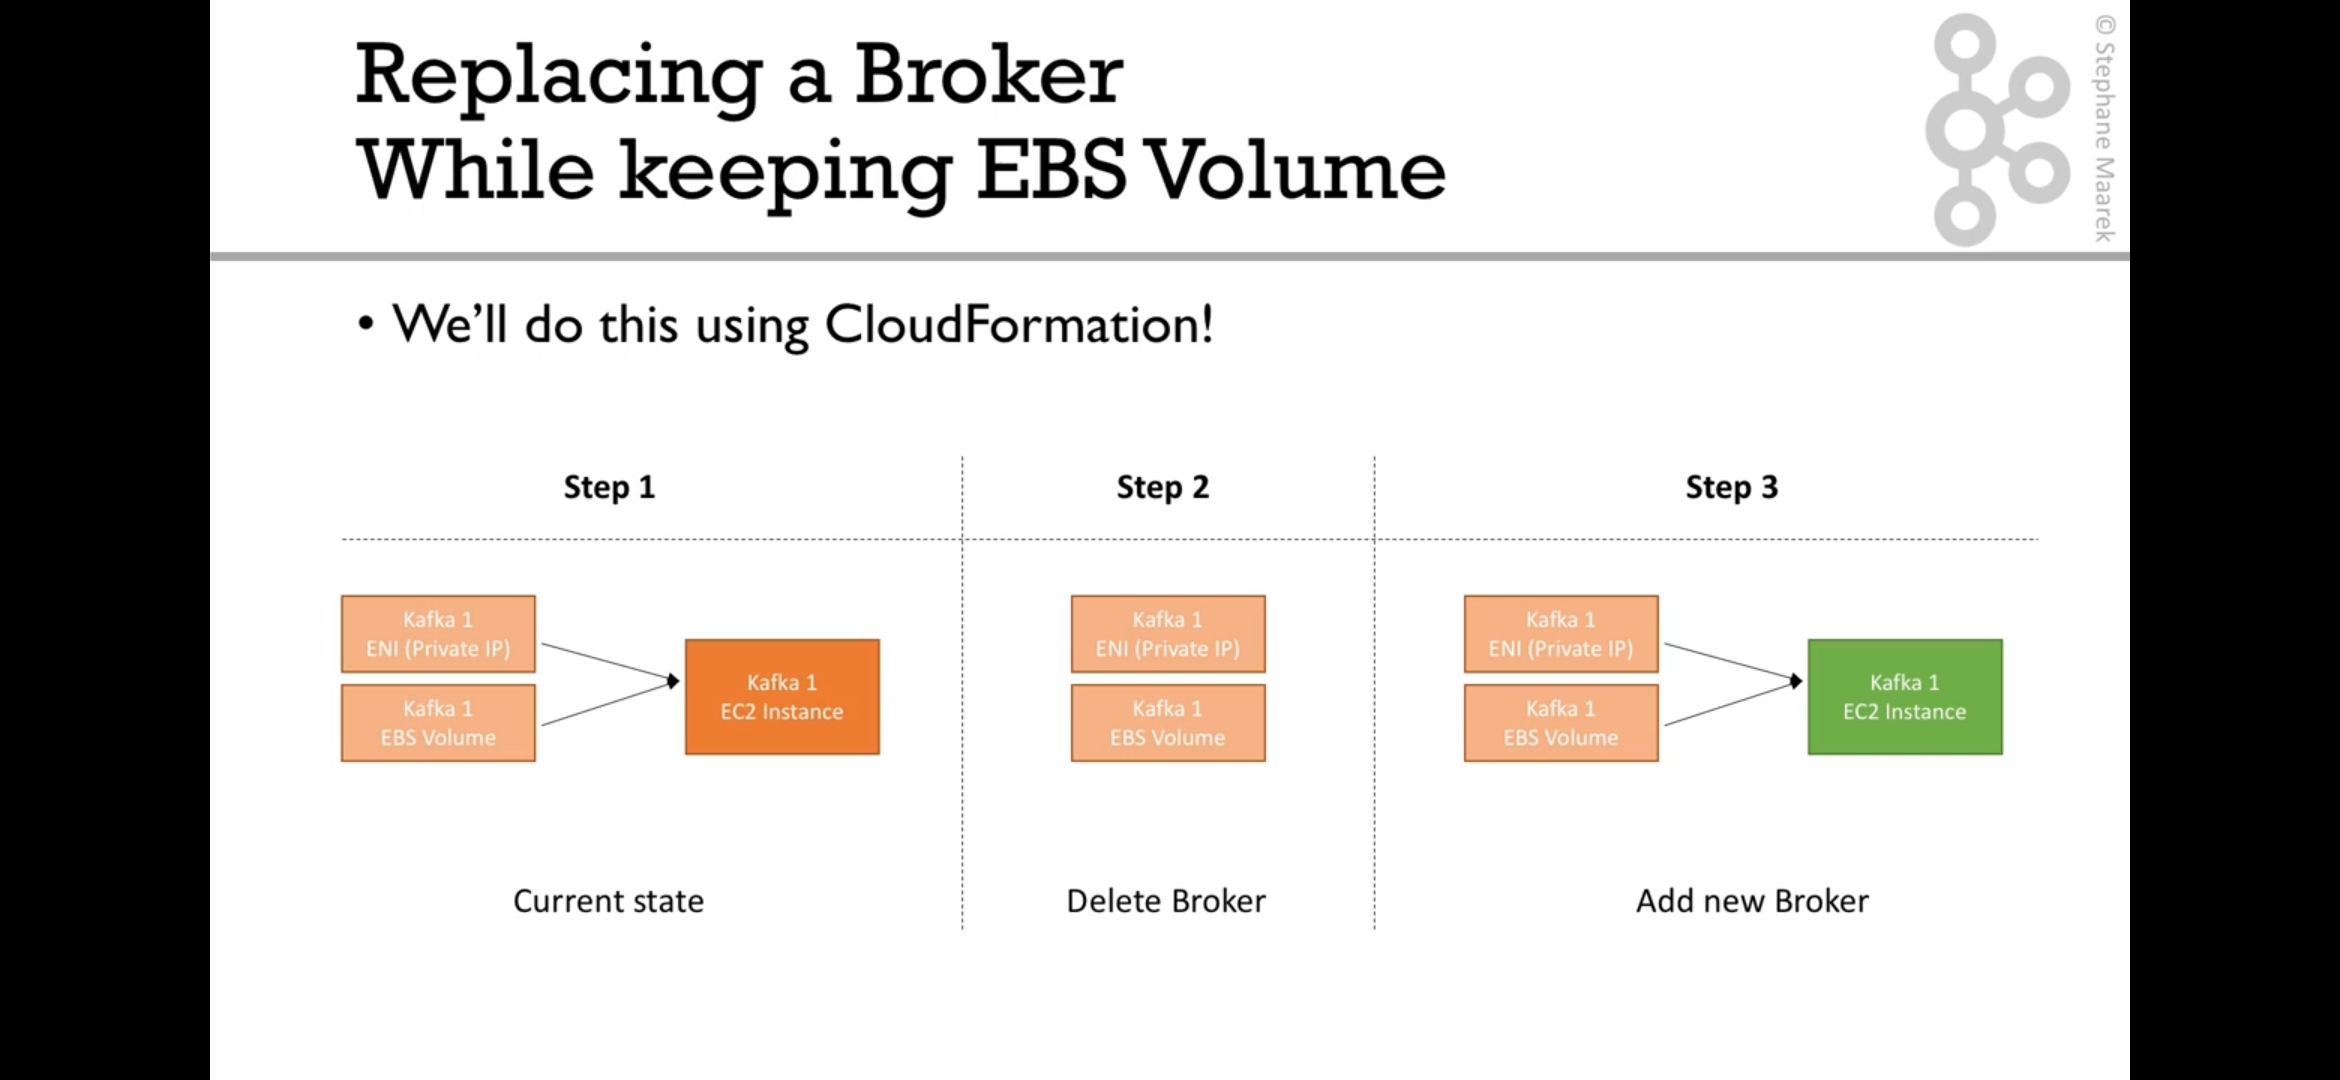 Replacing a Broker
While keeping EBS Volume
© Stephane Maarek
• We'll do this using CloudFormation!
Step 1
Step 2
Step 3
Kafka 1
ENI (Private IP)
Kafka 1
EBS Volume
Kafka 1
EC2 Instance
Kafka 1
ENI (Private IP)
Kafka 1
EBS Volume
Kafka 1
ENI (Private IP)
Kafka 1
EBS Volume
Kafka 1
EC2 Instance
Current state
Delete Broker
Add new Broker